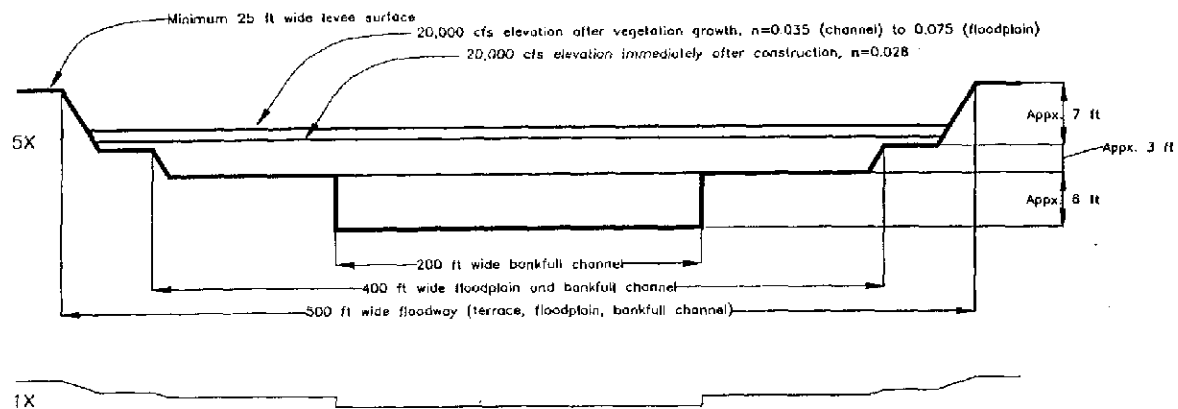 Minimum 25 ft wide levee surface
20,000 cfs elevation after vegetation growth, n=0.035 (channel) to 0.075 (floodplain)
20,000 cfs elevation immediately after construction, n=0.028
5X
Appx. 7 ft
Appx. 3 ft
Appx. 6 ft
200 ft wide bankfull channel
400 ft wide floodplain and bankfull channel
500 ft wide floodway (terrace, floodplain, bankfull channel)
1X